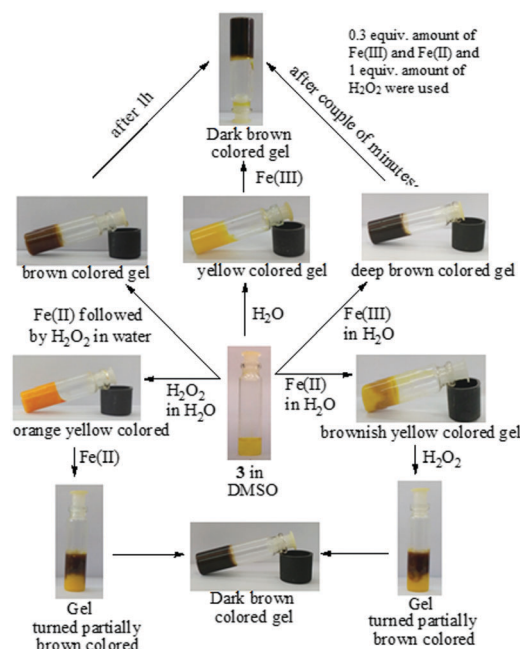 0.3 equiv. amount of
Fe(III) and Fe(II) and
1 equiv. amount of
H₂O₂ were used
after 1h
after couple of minutes
Dark brown
colored gel
Fe(III)
brown colored gel
yellow colored gel
deep brown colored gel
Fe(II) followed
by H₂O₂ in water
H₂O
Fe(III)
in H₂O
H₂O₂
in H₂O
Fe(II)
in H₂O
orange yellow colored
brownish yellow colored gel
Fe(II)
3 in
DMSO
H₂O₂
Gel
turned partially
brown colored
Dark brown
colored gel
Gel
turned partially
brown colored